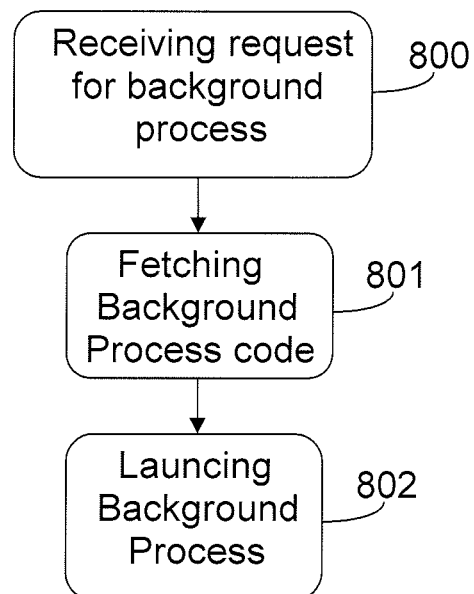 Receiving request
for background
process
800
Fetching
Background
Process code
801
Launcing
Background
Process
802